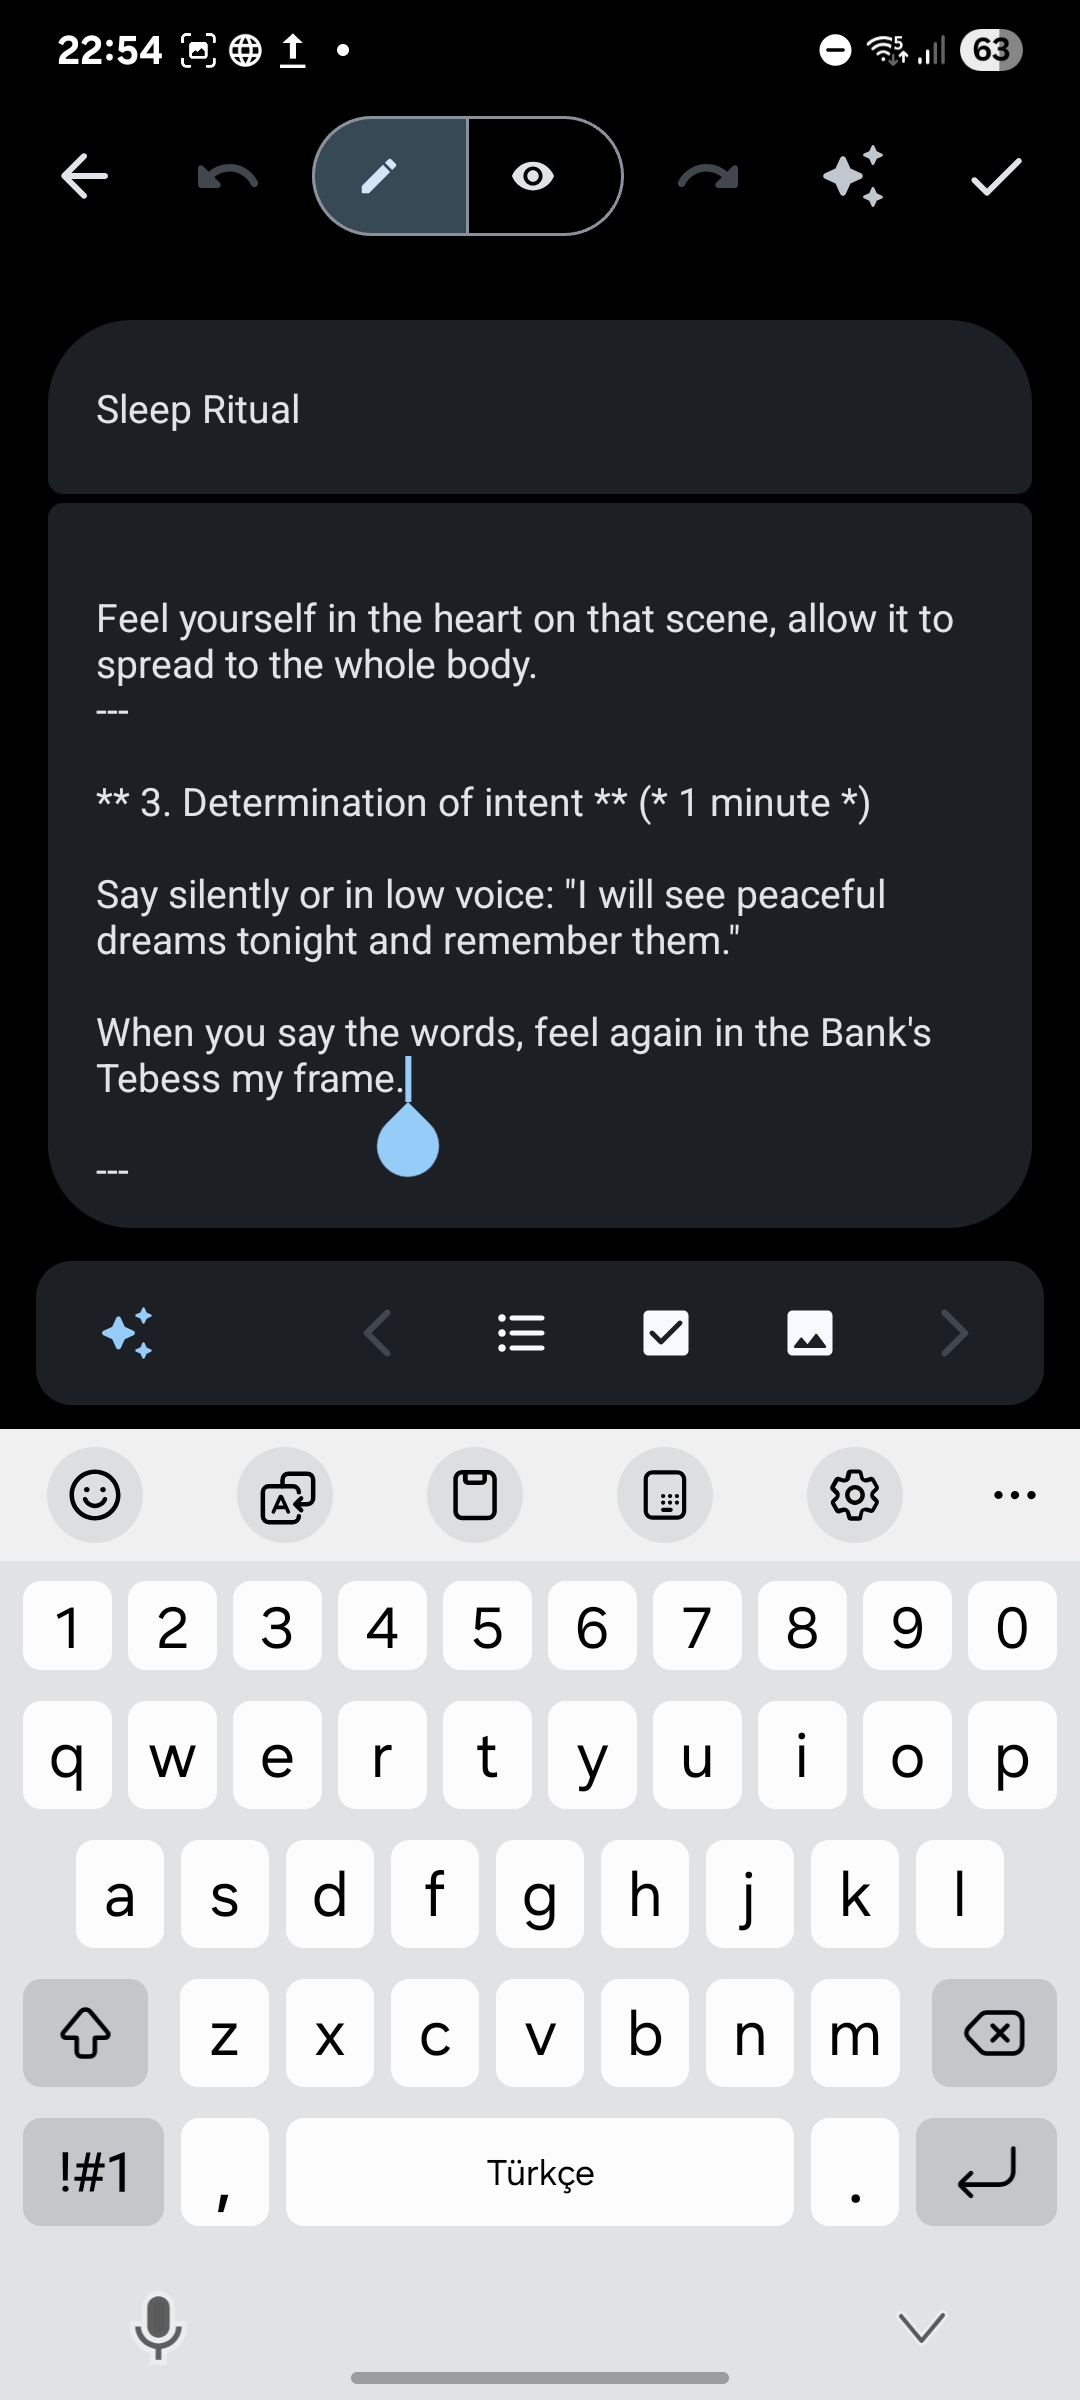 22:54
5
63
Sleep Ritual
Feel yourself in the heart on that scene, allow it to
spread to the whole body.
---
** 3. Determination of intent ** (* 1 minute *)
Say silently or in low voice: "I will see peaceful
dreams tonight and remember them."
When you say the words, feel again in the Bank's
Tebess my frame.
---
A
1 2 3 4 5 6 7 8 9 0
q w e r t y u i o p
a s d f g h j k l
z x c v b n m
!#1 , Türkçe .